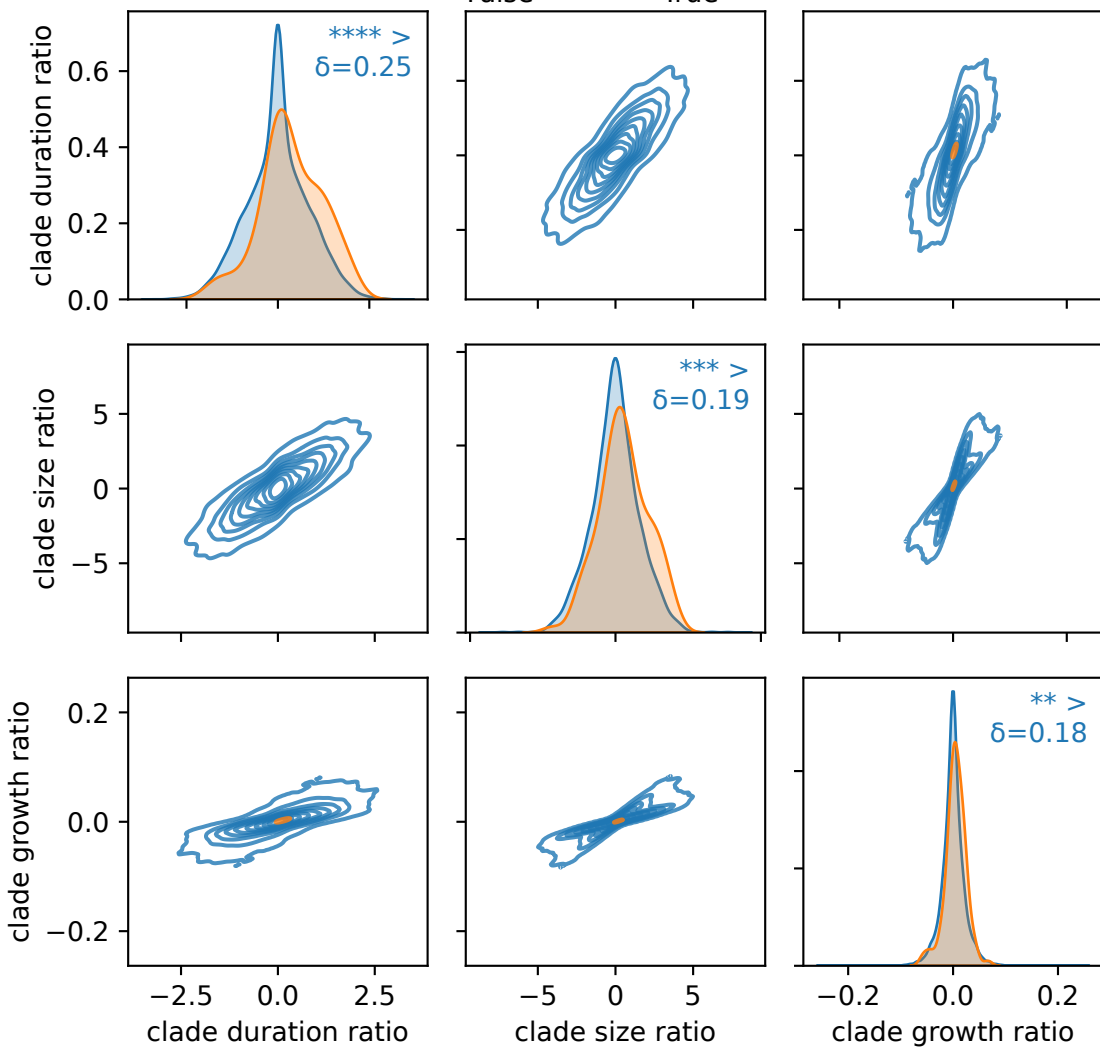 clade duration ratio
0.6
0.4
0.2
0.0
**** >
δ=0.25
clade size ratio
5
0
−5
*** >
δ=0.19
clade growth ratio
0.2
0.0
−0.2
** >
δ=0.18
−2.5 0.0 2.5
−5 0 5
−0.2 0.0 0.2
clade duration ratio
clade size ratio
clade growth ratio